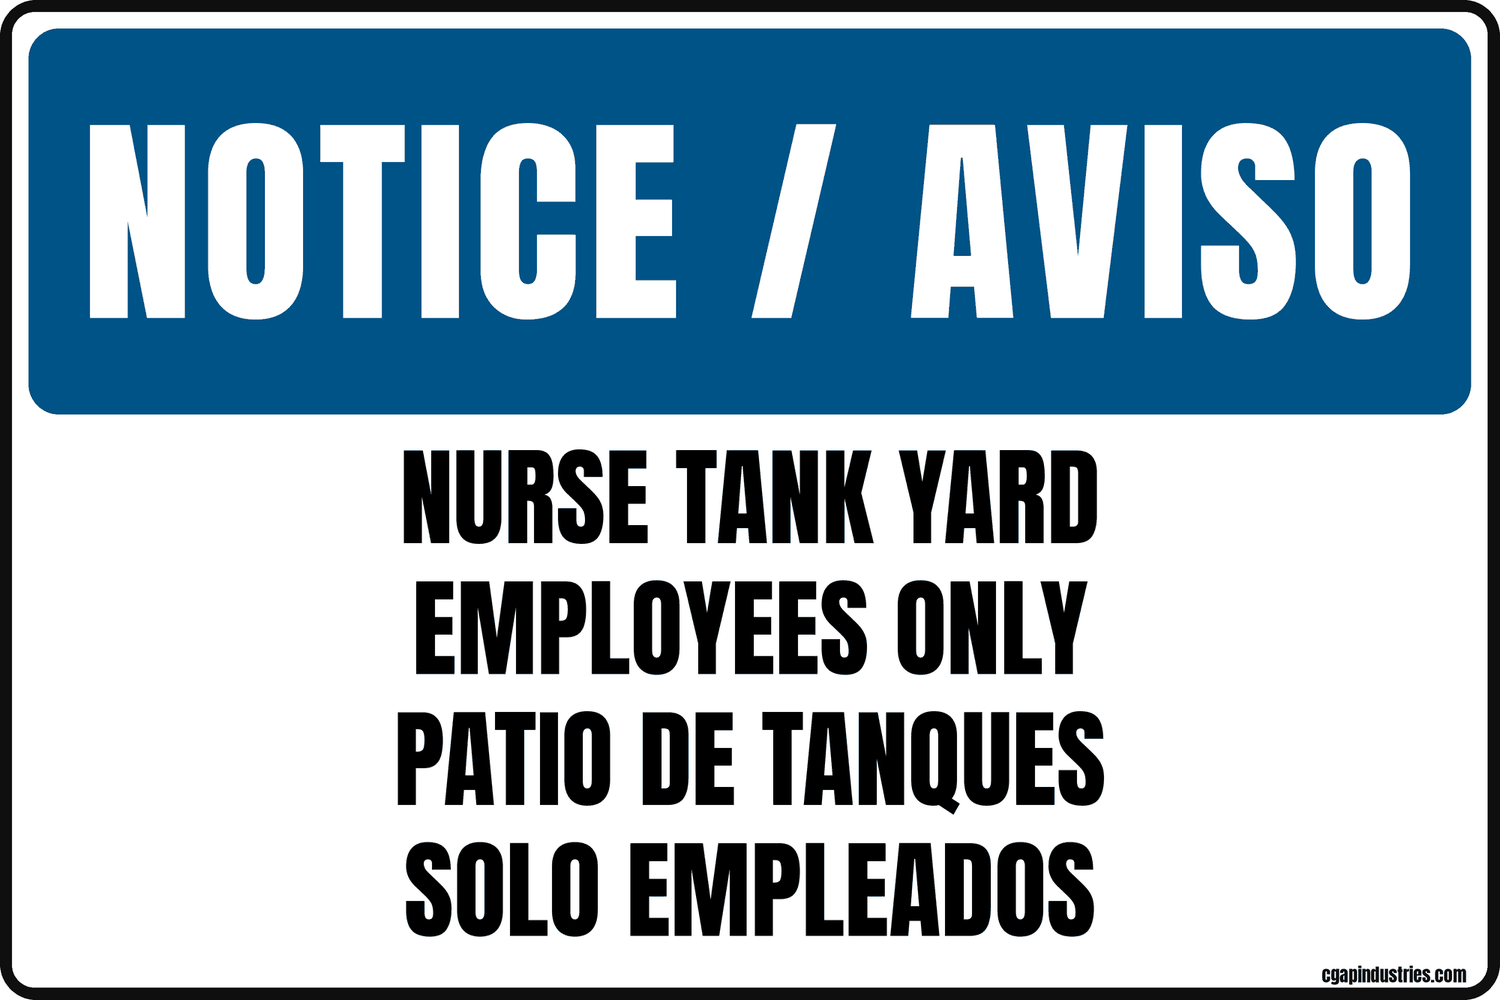 NOTICE / AVISO
NURSE TANK YARD
EMPLOYEES ONLY
PATIO DE TANQUES
SOLO EMPLEADOS
cgapindustries.com